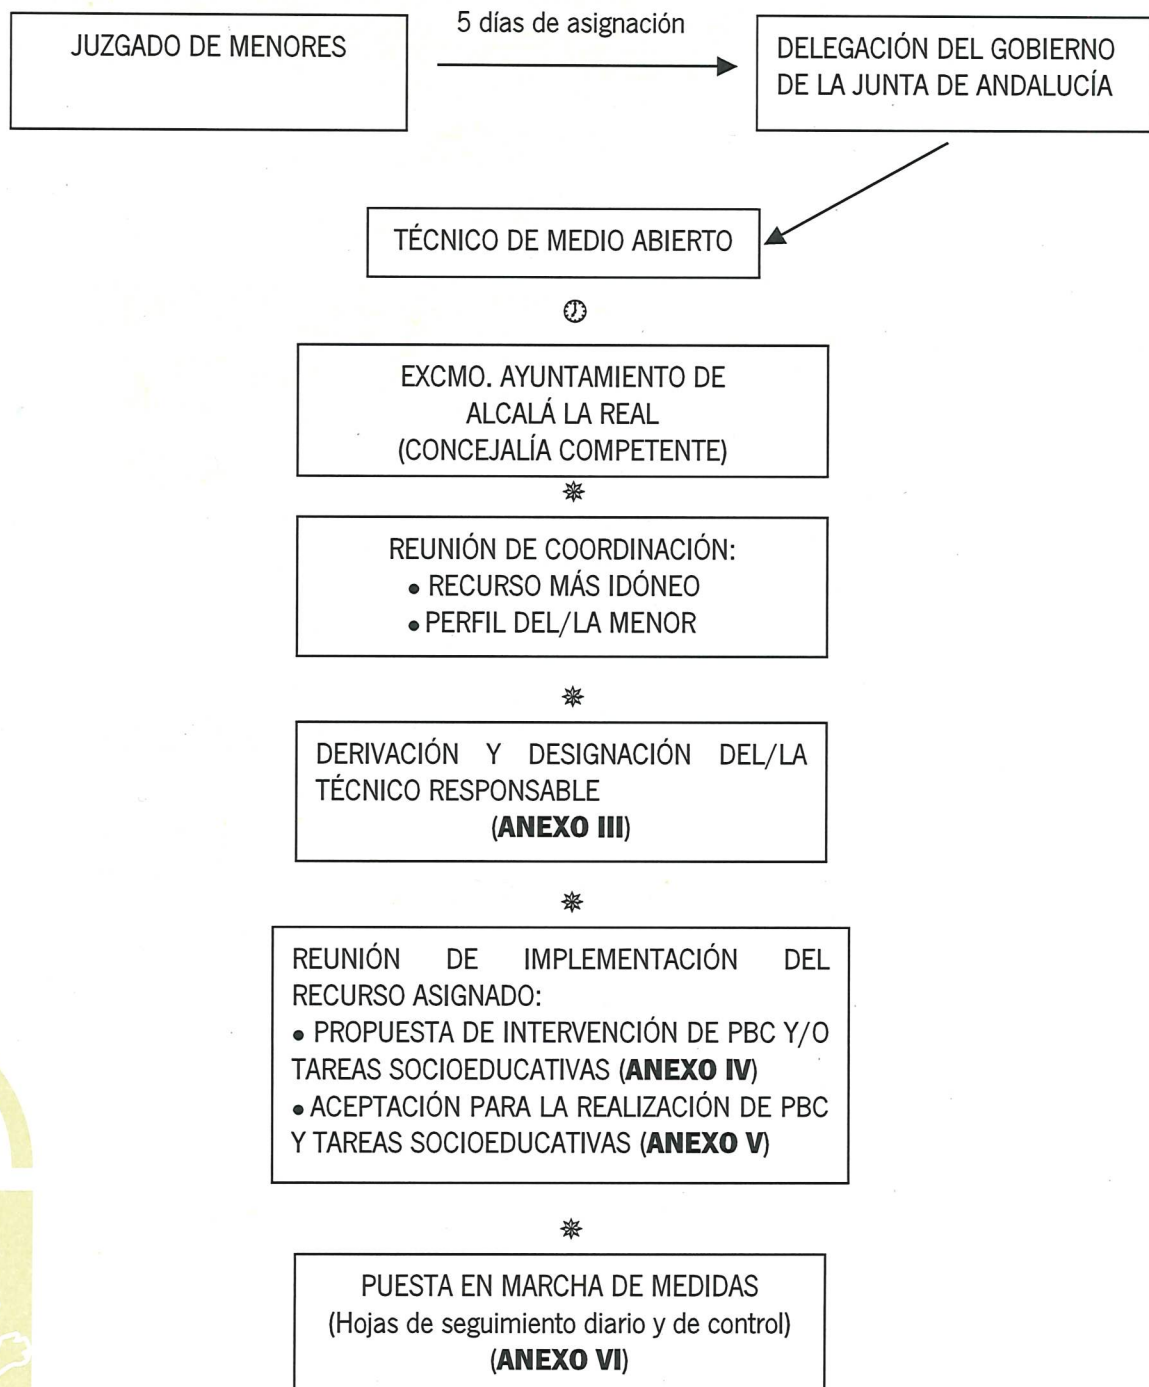 JUZGADO DE MENORES
5 días de asignación
DELEGACIÓN DEL GOBIERNO
DE LA JUNTA DE ANDALUCÍA
TÉCNICO DE MEDIO ABIERTO
EXCMO. AYUNTAMIENTO DE
ALCALÁ LA REAL
(CONCEJALÍA COMPETENTE)
REUNIÓN DE COORDINACIÓN:
• RECURSO MÁS IDÓNEO
• PERFIL DEL/LA MENOR
DERIVACIÓN Y DESIGNACIÓN DEL/LA
TÉCNICO RESPONSABLE
(ANEXO III)
REUNIÓN DE IMPLEMENTACIÓN DEL
RECURSO ASIGNADO:
• PROPUESTA DE INTERVENCIÓN DE PBC Y/O
TAREAS SOCIOEDUCATIVAS (ANEXO IV)
• ACEPTACIÓN PARA LA REALIZACIÓN DE PBC
Y TAREAS SOCIOEDUCATIVAS (ANEXO V)
PUESTA EN MARCHA DE MEDIDAS
(Hojas de seguimiento diario y de control)
(ANEXO VI)